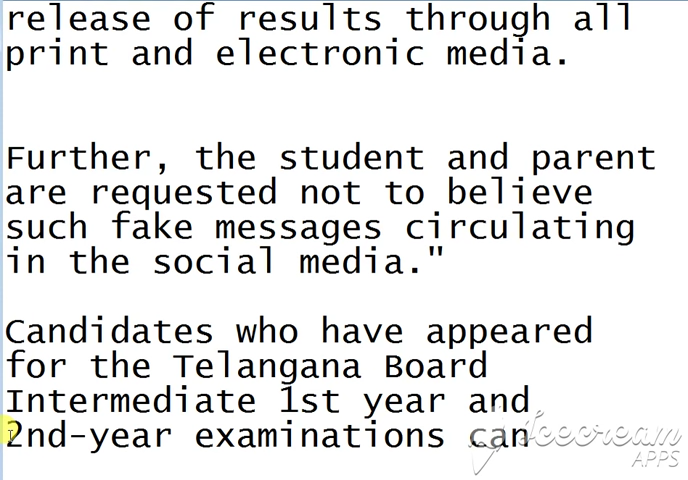 release of results through all
print and electronic media.
Further, the student and parent
are requested not to believe
such fake messages circulating
in the social media."
Candidates who have appeared
for the Telangana Board
Intermediate 1st year and
2nd-year examinations can
Icecream
APPS